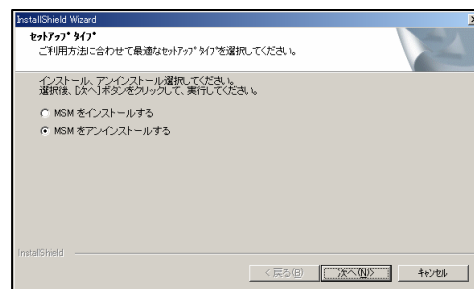 InstallShield Wizard
セットアップ タイプ
ご利用方法に合わせて最適なセットアップ タイプを選択してください。
インストール、アンインストール選択してください。
選択後、[次へ]ボタンをクリックして、実行してください。
MSM をインストールする
MSM をアンインストールする
InstallShield
< 戻る(B)
次へ(N)>
キャンセル